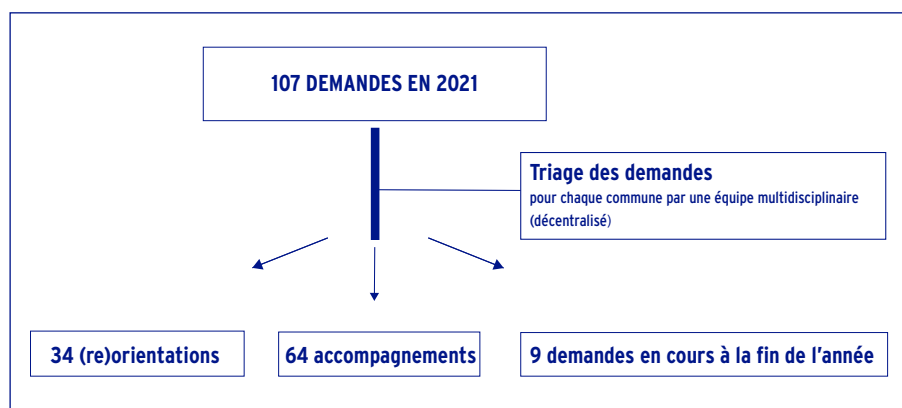 107 DEMANDES EN 2021
Triage des demandes
pour chaque commune par une équipe multidisciplinaire
(décentralisé)
34 (re)orientations
64 accompagnements
9 demandes en cours à la fin de l'année